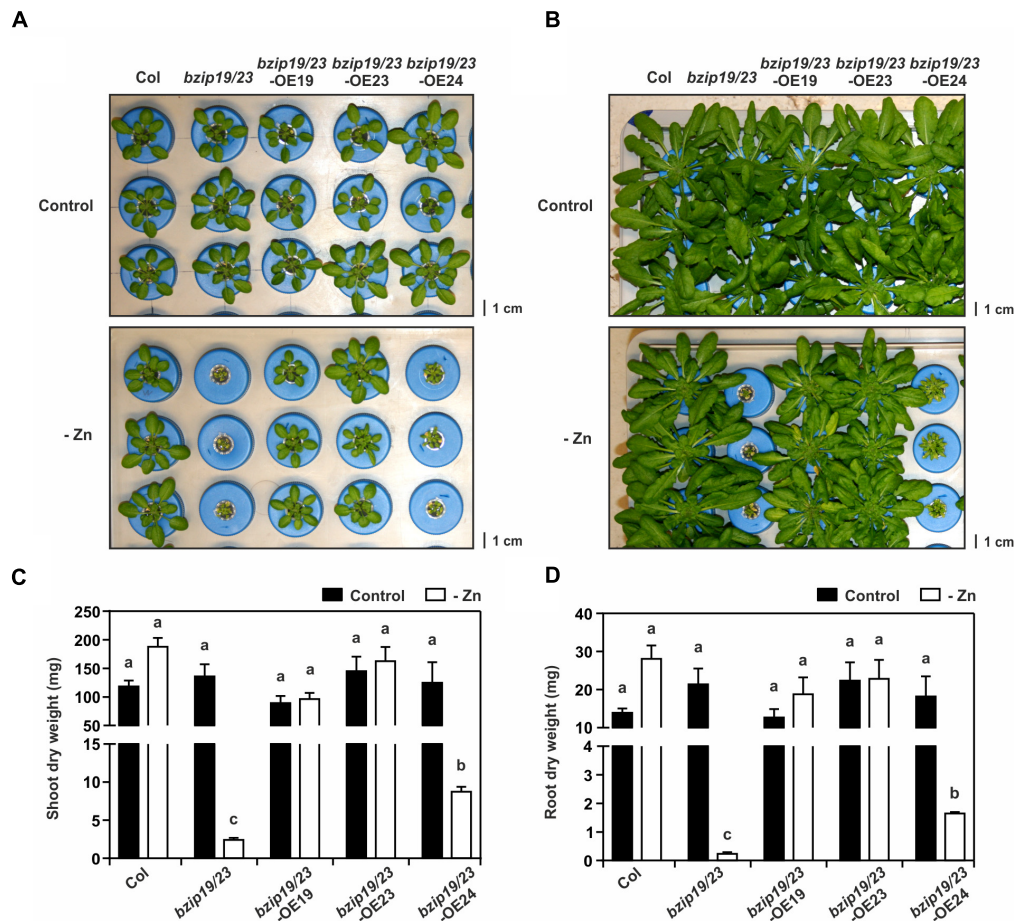 A
Col bzip19/23 bzip19/23 -OE19 bzip19/23 -OE23 bzip19/23 -OE24
Control
1 cm
- Zn
1 cm
B
Col bzip19/23 bzip19/23 -OE19 bzip19/23 -OE23 bzip19/23 -OE24
Control
1 cm
- Zn
1 cm
C
Control - Zn
Shoot dry weight (mg)
250
200
150
100
50
15
10
5
0
a a a c a a a a a b
Col bzip19/23 bzip19/23 -OE19 bzip19/23 -OE23 bzip19/23 -OE24
D
Control - Zn
Root dry weight (mg)
40
30
20
10
4
3
2
1
0
a a a c a a a a a b
Col bzip19/23 bzip19/23 -OE19 bzip19/23 -OE23 bzip19/23 -OE24